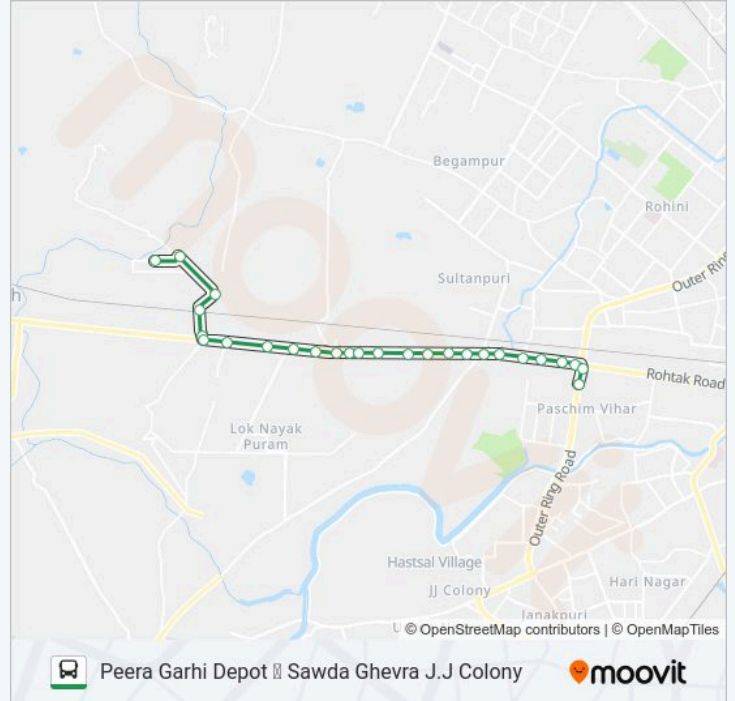 Begampur
Rohini
Outer Rin
Sultanpuri
h
Rohtak Road
Paschim Vihar
Lok Nayak
Puram
Outer Ring Road
Hastsal Village
Hari Nagar
JJ Colony
Janakpuri
© OpenStreetMap contributors | © OpenMapTiles
Peera Garhi Depot  Sawda Ghevra J.J Colony
moovit